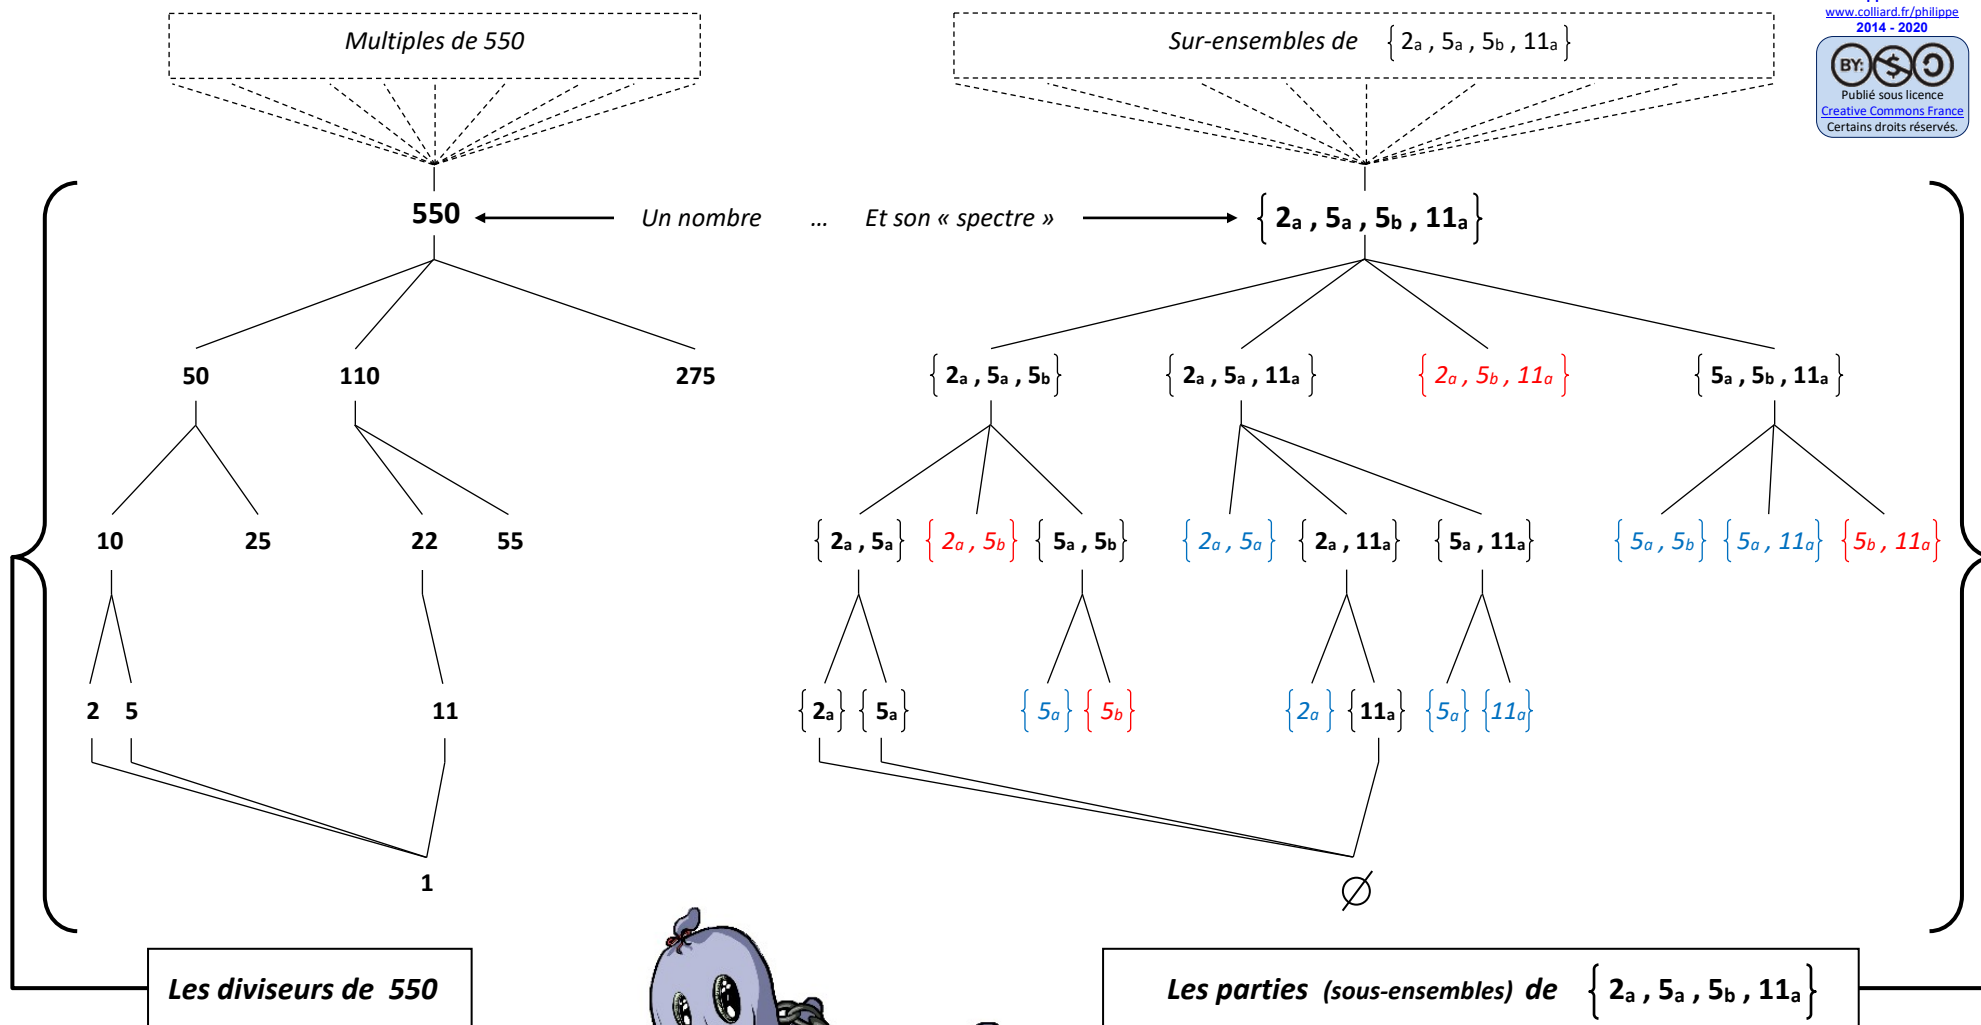 www.colliard.fr/philippe
2014 - 2020
BY:
Publié sous licence
Creative Commons France
Certains droits réservés.
Multiples de 550
Sur-ensembles de { 2a , 5a , 5b , 11a }
550 Un nombre ... Et son « spectre » { 2a , 5a , 5b , 11a }
50 110 275 { 2a , 5a , 5b } { 2a , 5a , 11a } { 2a , 5b , 11a } { 5a , 5b , 11a }
10 25 22 55 { 2a , 5a } { 2a , 5b } { 5a , 5b } { 2a , 5a } { 2a , 11a } { 5a , 11a } { 5a , 5b } { 5a , 11a } { 5b , 11a }
2 5 11 { 2a } { 5a } { 5a } { 5b } { 2a } { 11a } { 5a } { 11a }
1 ∅
Les diviseurs de 550
Les parties (sous-ensembles) de { 2a , 5a , 5b , 11a }